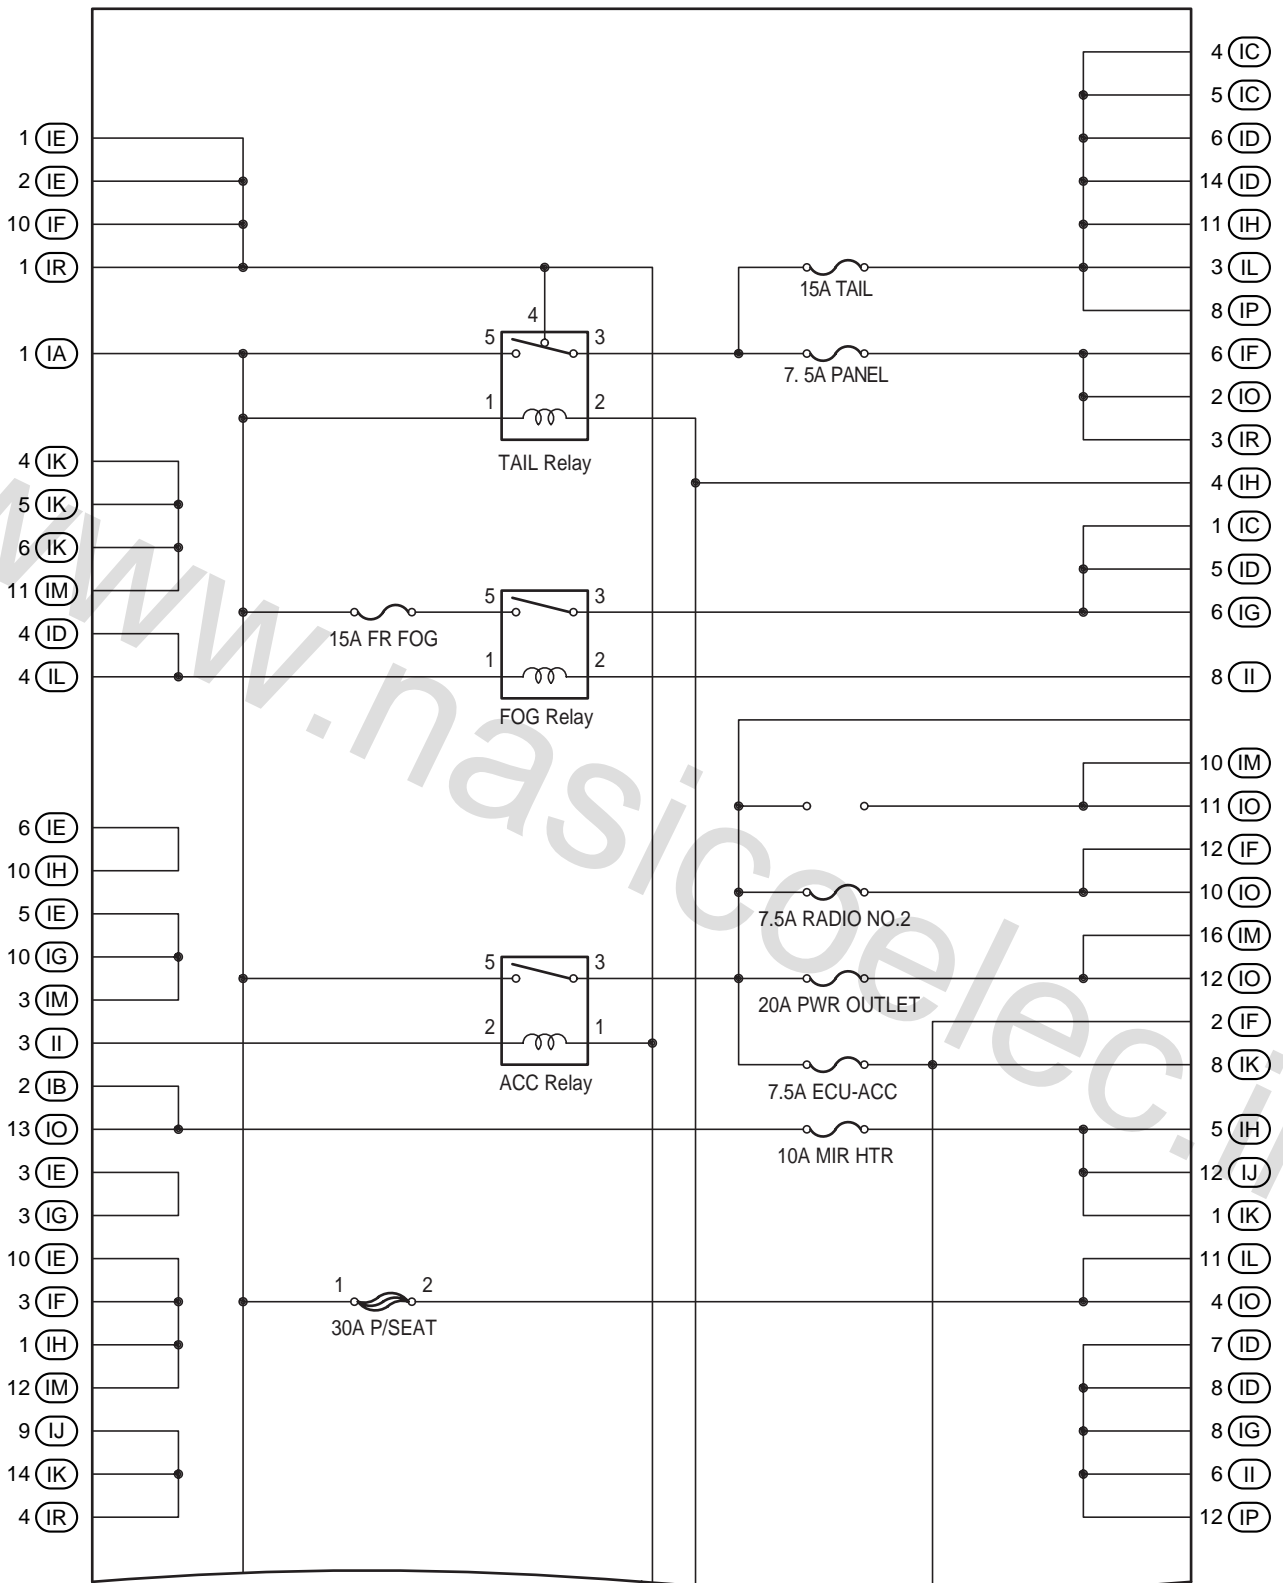 4 IC
5 IC
1 IE
6 ID
2 IE
14 ID
10 IF
11 IH
1 IR
3 IL
15A TAIL
8 IP
4
5
3
1 IA
6 IF
7. 5A PANEL
2 IO
1
2
3 IR
4 IK
TAIL Relay
4 IH
5 IK
1 IC
6 IK
5 ID
11 IM
5
3
6 IG
4 ID
15A FR FOG
1
2
4 IL
8 II
FOG Relay
10 IM
11 IO
6 IE
12 IF
10 IH
10 IO
5 IE
7.5A RADIO NO.2
16 IM
10 IG
5
3
12 IO
3 IM
20A PWR OUTLET
2 IF
2
1
3 II
8 IK
2 IB
ACC Relay
7.5A ECU-ACC
13 IO
5 IH
10A MIR HTR
3 IE
12 IJ
3 IG
1 IK
10 IE
11 IL
1
2
3 IF
4 IO
30A P/SEAT
1 IH
7 ID
12 IM
8 ID
9 IJ
8 IG
14 IK
6 II
4 IR
12 IP
www.nasicoelec.i